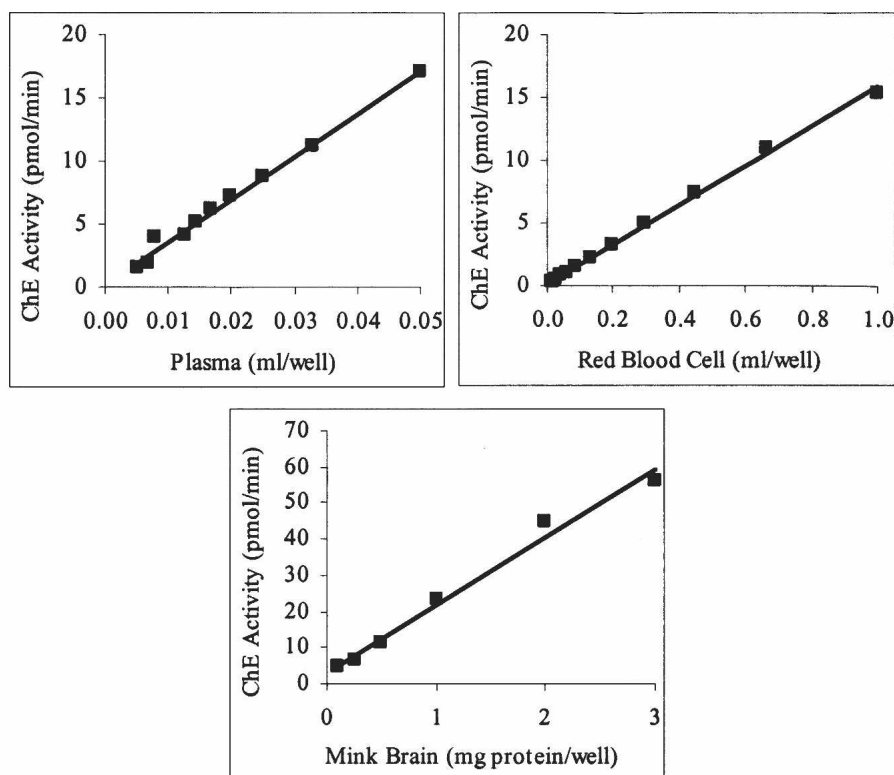 ChE Activity (pmol/min)
20
15
10
5
0
0.00 0.01 0.02 0.03 0.04 0.05
Plasma (ml/well)
ChE Activity (pmol/min)
20
15
10
5
0
0.0 0.2 0.4 0.6 0.8 1.0
Red Blood Cell (ml/well)
ChE Activity (pmol/min)
70
60
50
40
30
20
10
0
0 1 2 3
Mink Brain (mg protein/well)